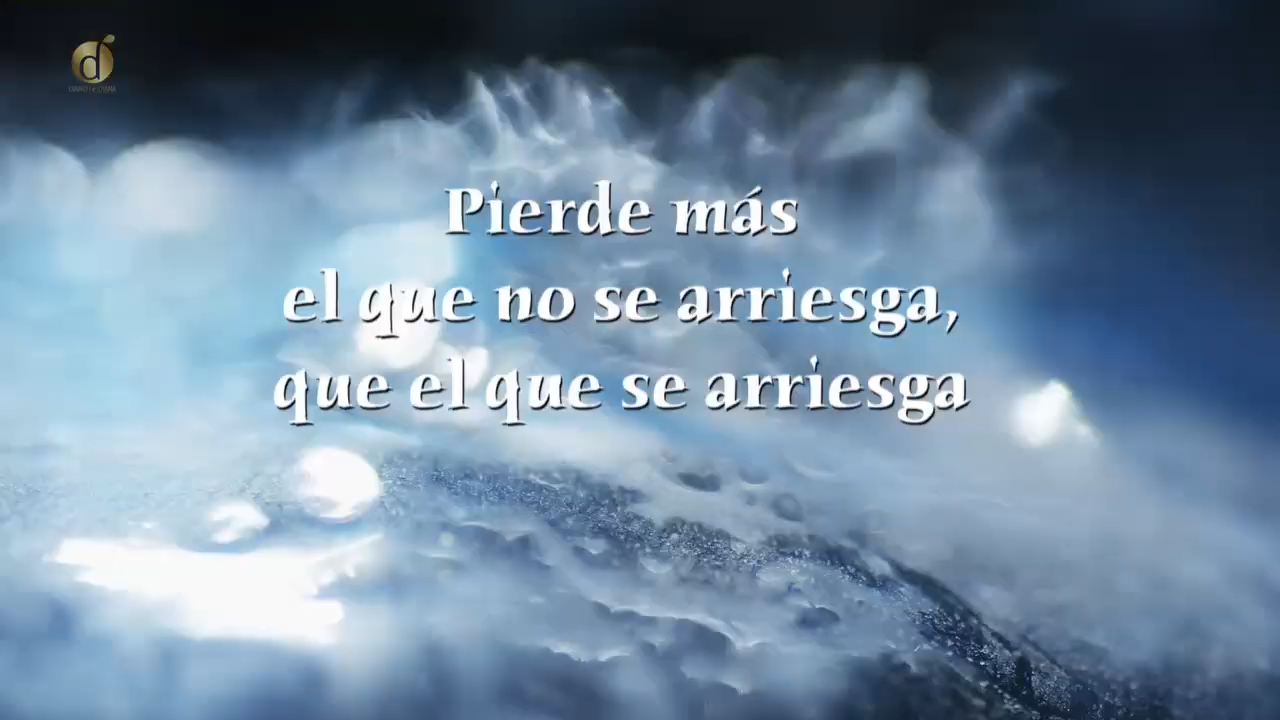 d
Pierde más
el que no se arriesga,
que el que se arriesga